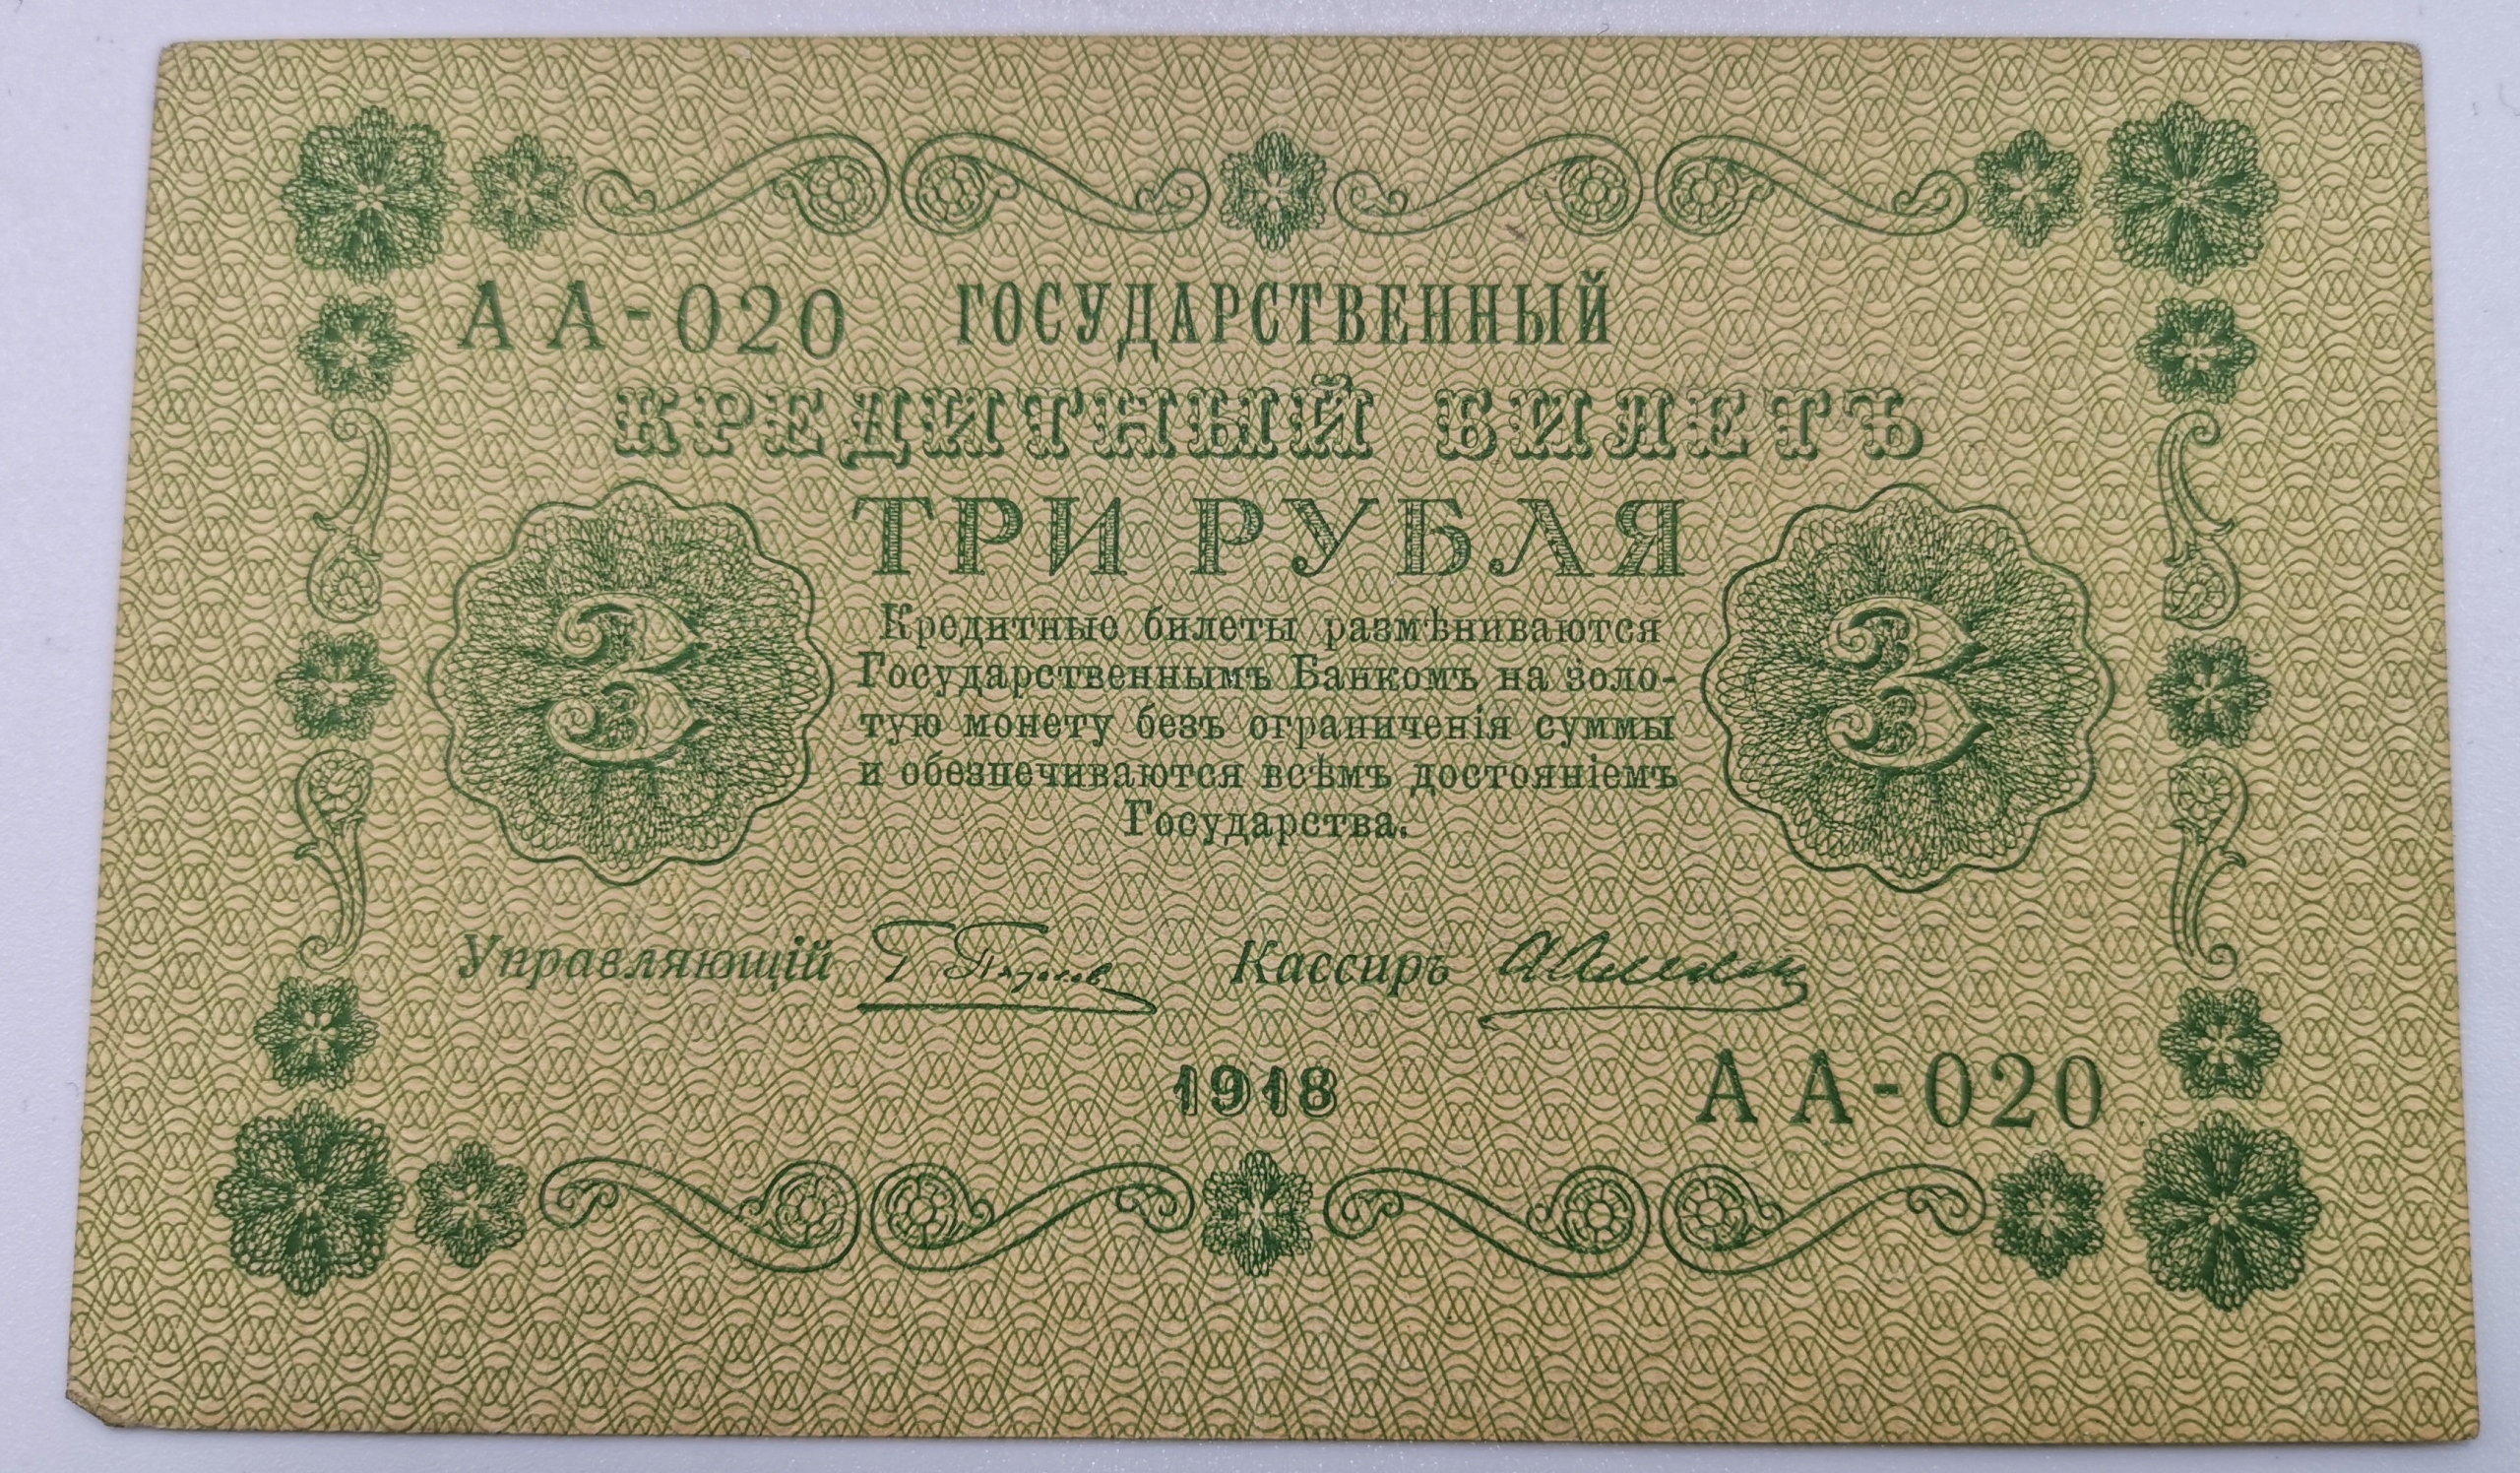 АА-020 ГОСУДАРСТВЕННЫЙ
КРЕДИТНЫЙ БИЛЕТЪ
ТРИ РУБЛЯ
3 3
Кредитные билеты размѣниваются
Государственнымъ Банкомъ на золо-
тую монету безъ ограниченія суммы
и обезпечиваются всѣмъ достояніемъ
Государства.
Управляющій Г. Пятаков Кассиръ
1918 АА-020